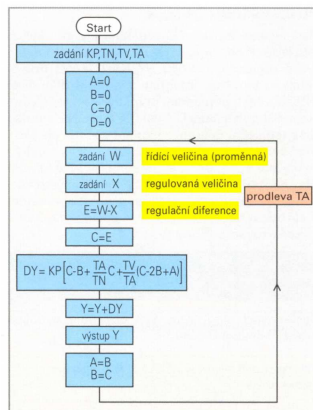 Start
zadání KP,TN,TV,TA
A=0
B=0
C=0
D=0
zadání W řídící veličina (proměnná)
zadání X regulovaná veličina
prodleva TA
E=W-X regulační diference
C=E
DY = KP[C-B+ TA/TN C+ TV/TA (C-2B+A)]
Y=Y+DY
výstup Y
A=B
B=C